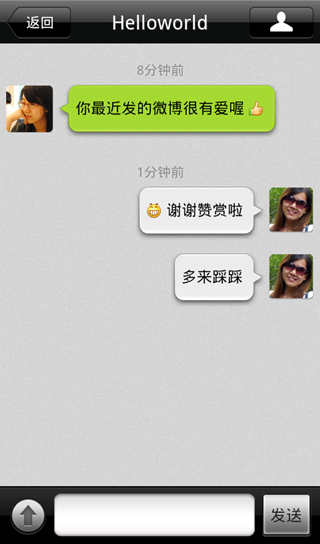 返回
Helloworld
8分钟前
你最近发的微博很有爱喔👍
1分钟前
😁谢谢赞赏啦
多来踩踩
发送